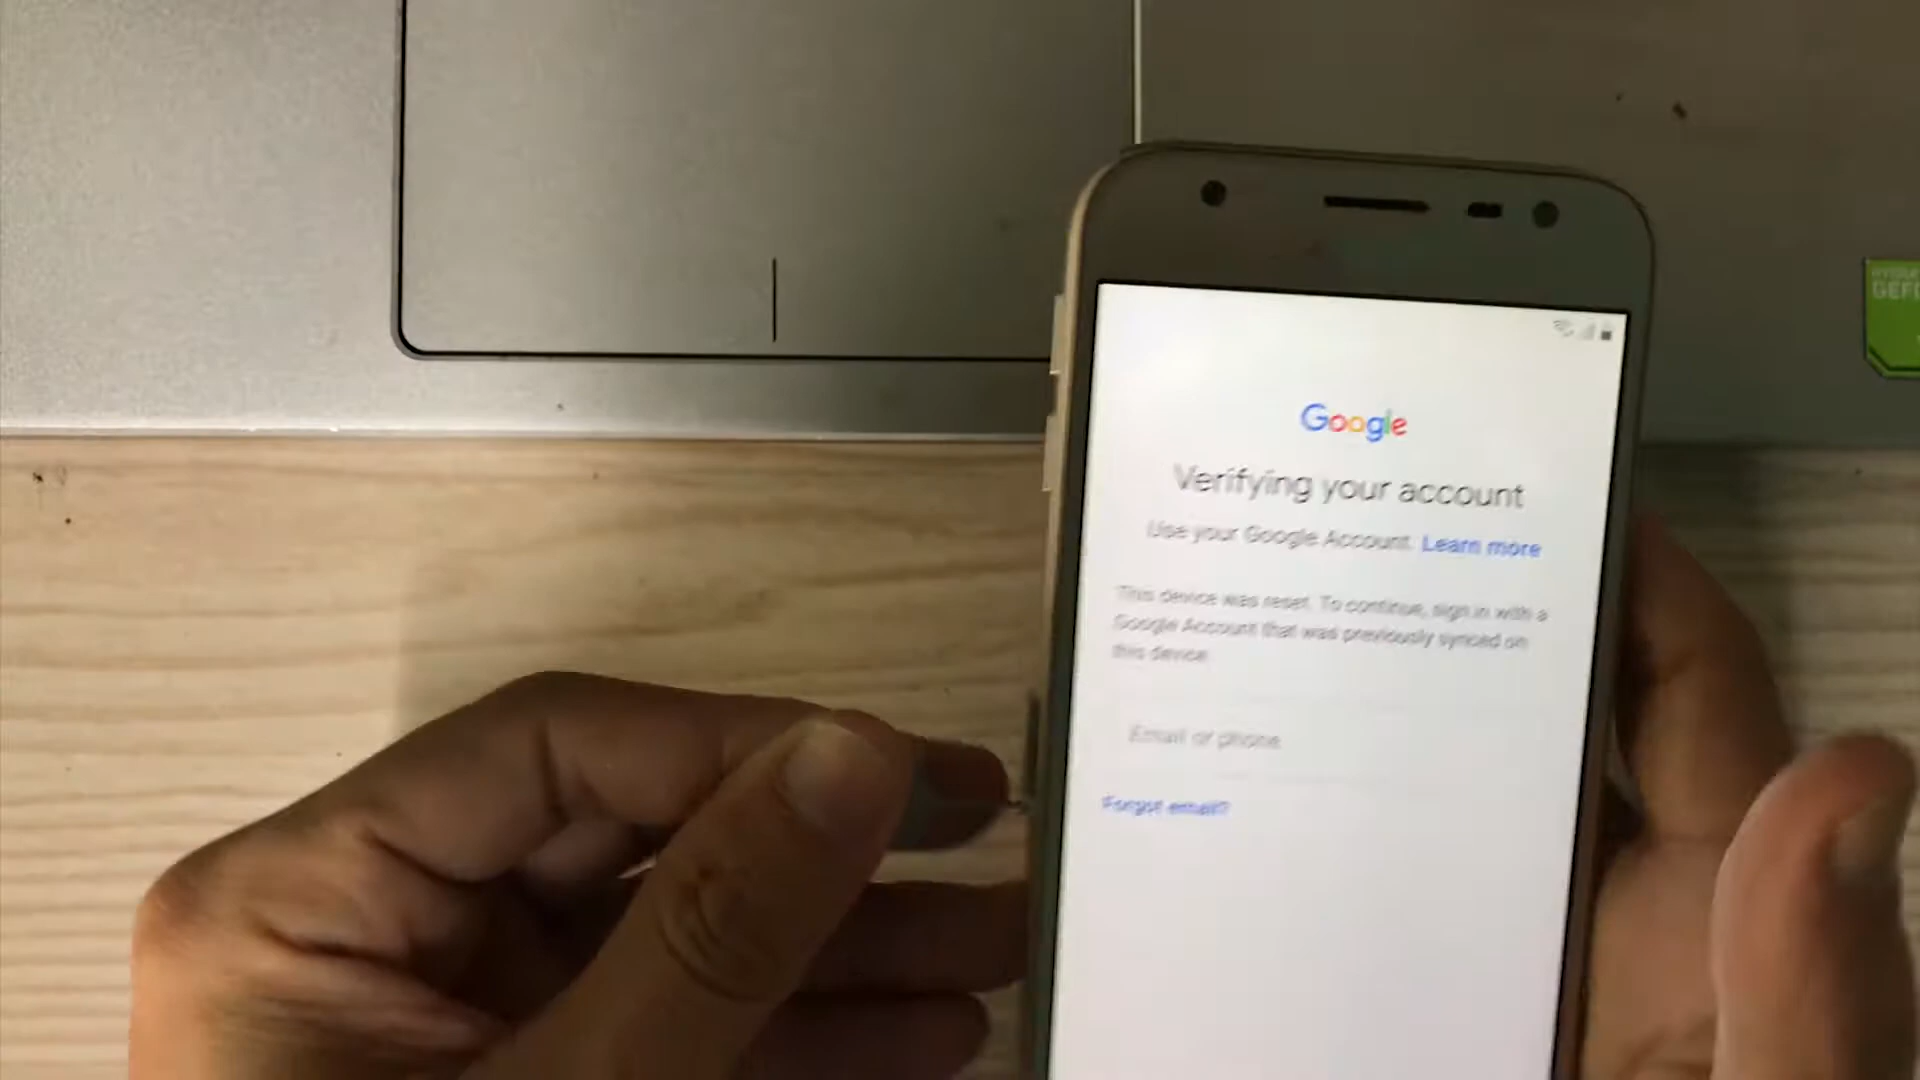 Google
Verifying your account
Use your Google Account. Learn more
This device was reset. To continue, sign in with a
Google Account that was previously synced on
this device.
Email or phone
Forgot email?